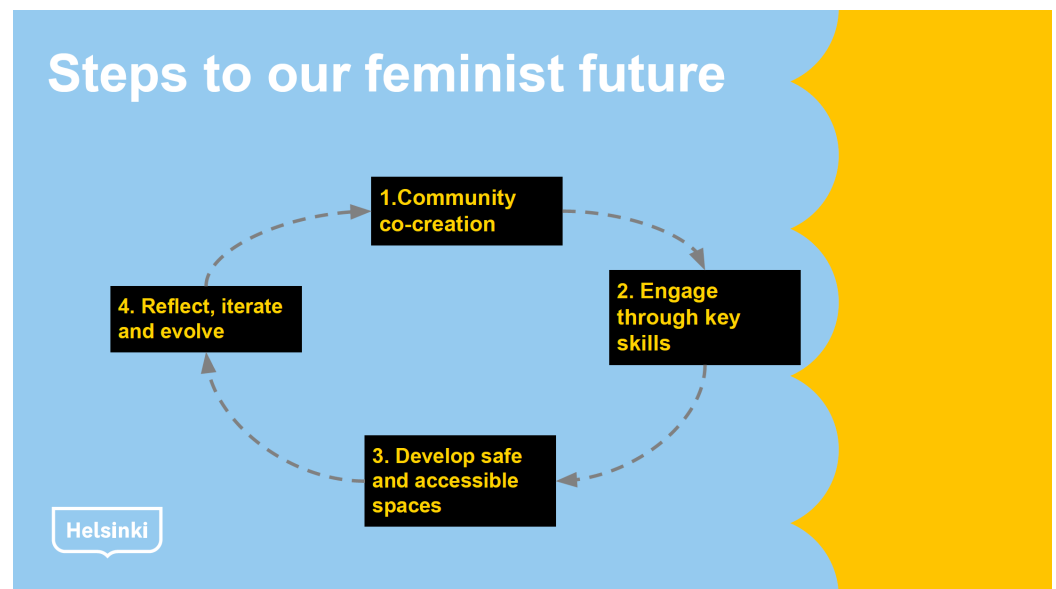 Steps to our feminist future
1.Community
co-creation
2. Engage
through key
skills
3. Develop safe
and accessible
spaces
4. Reflect, iterate
and evolve
Helsinki